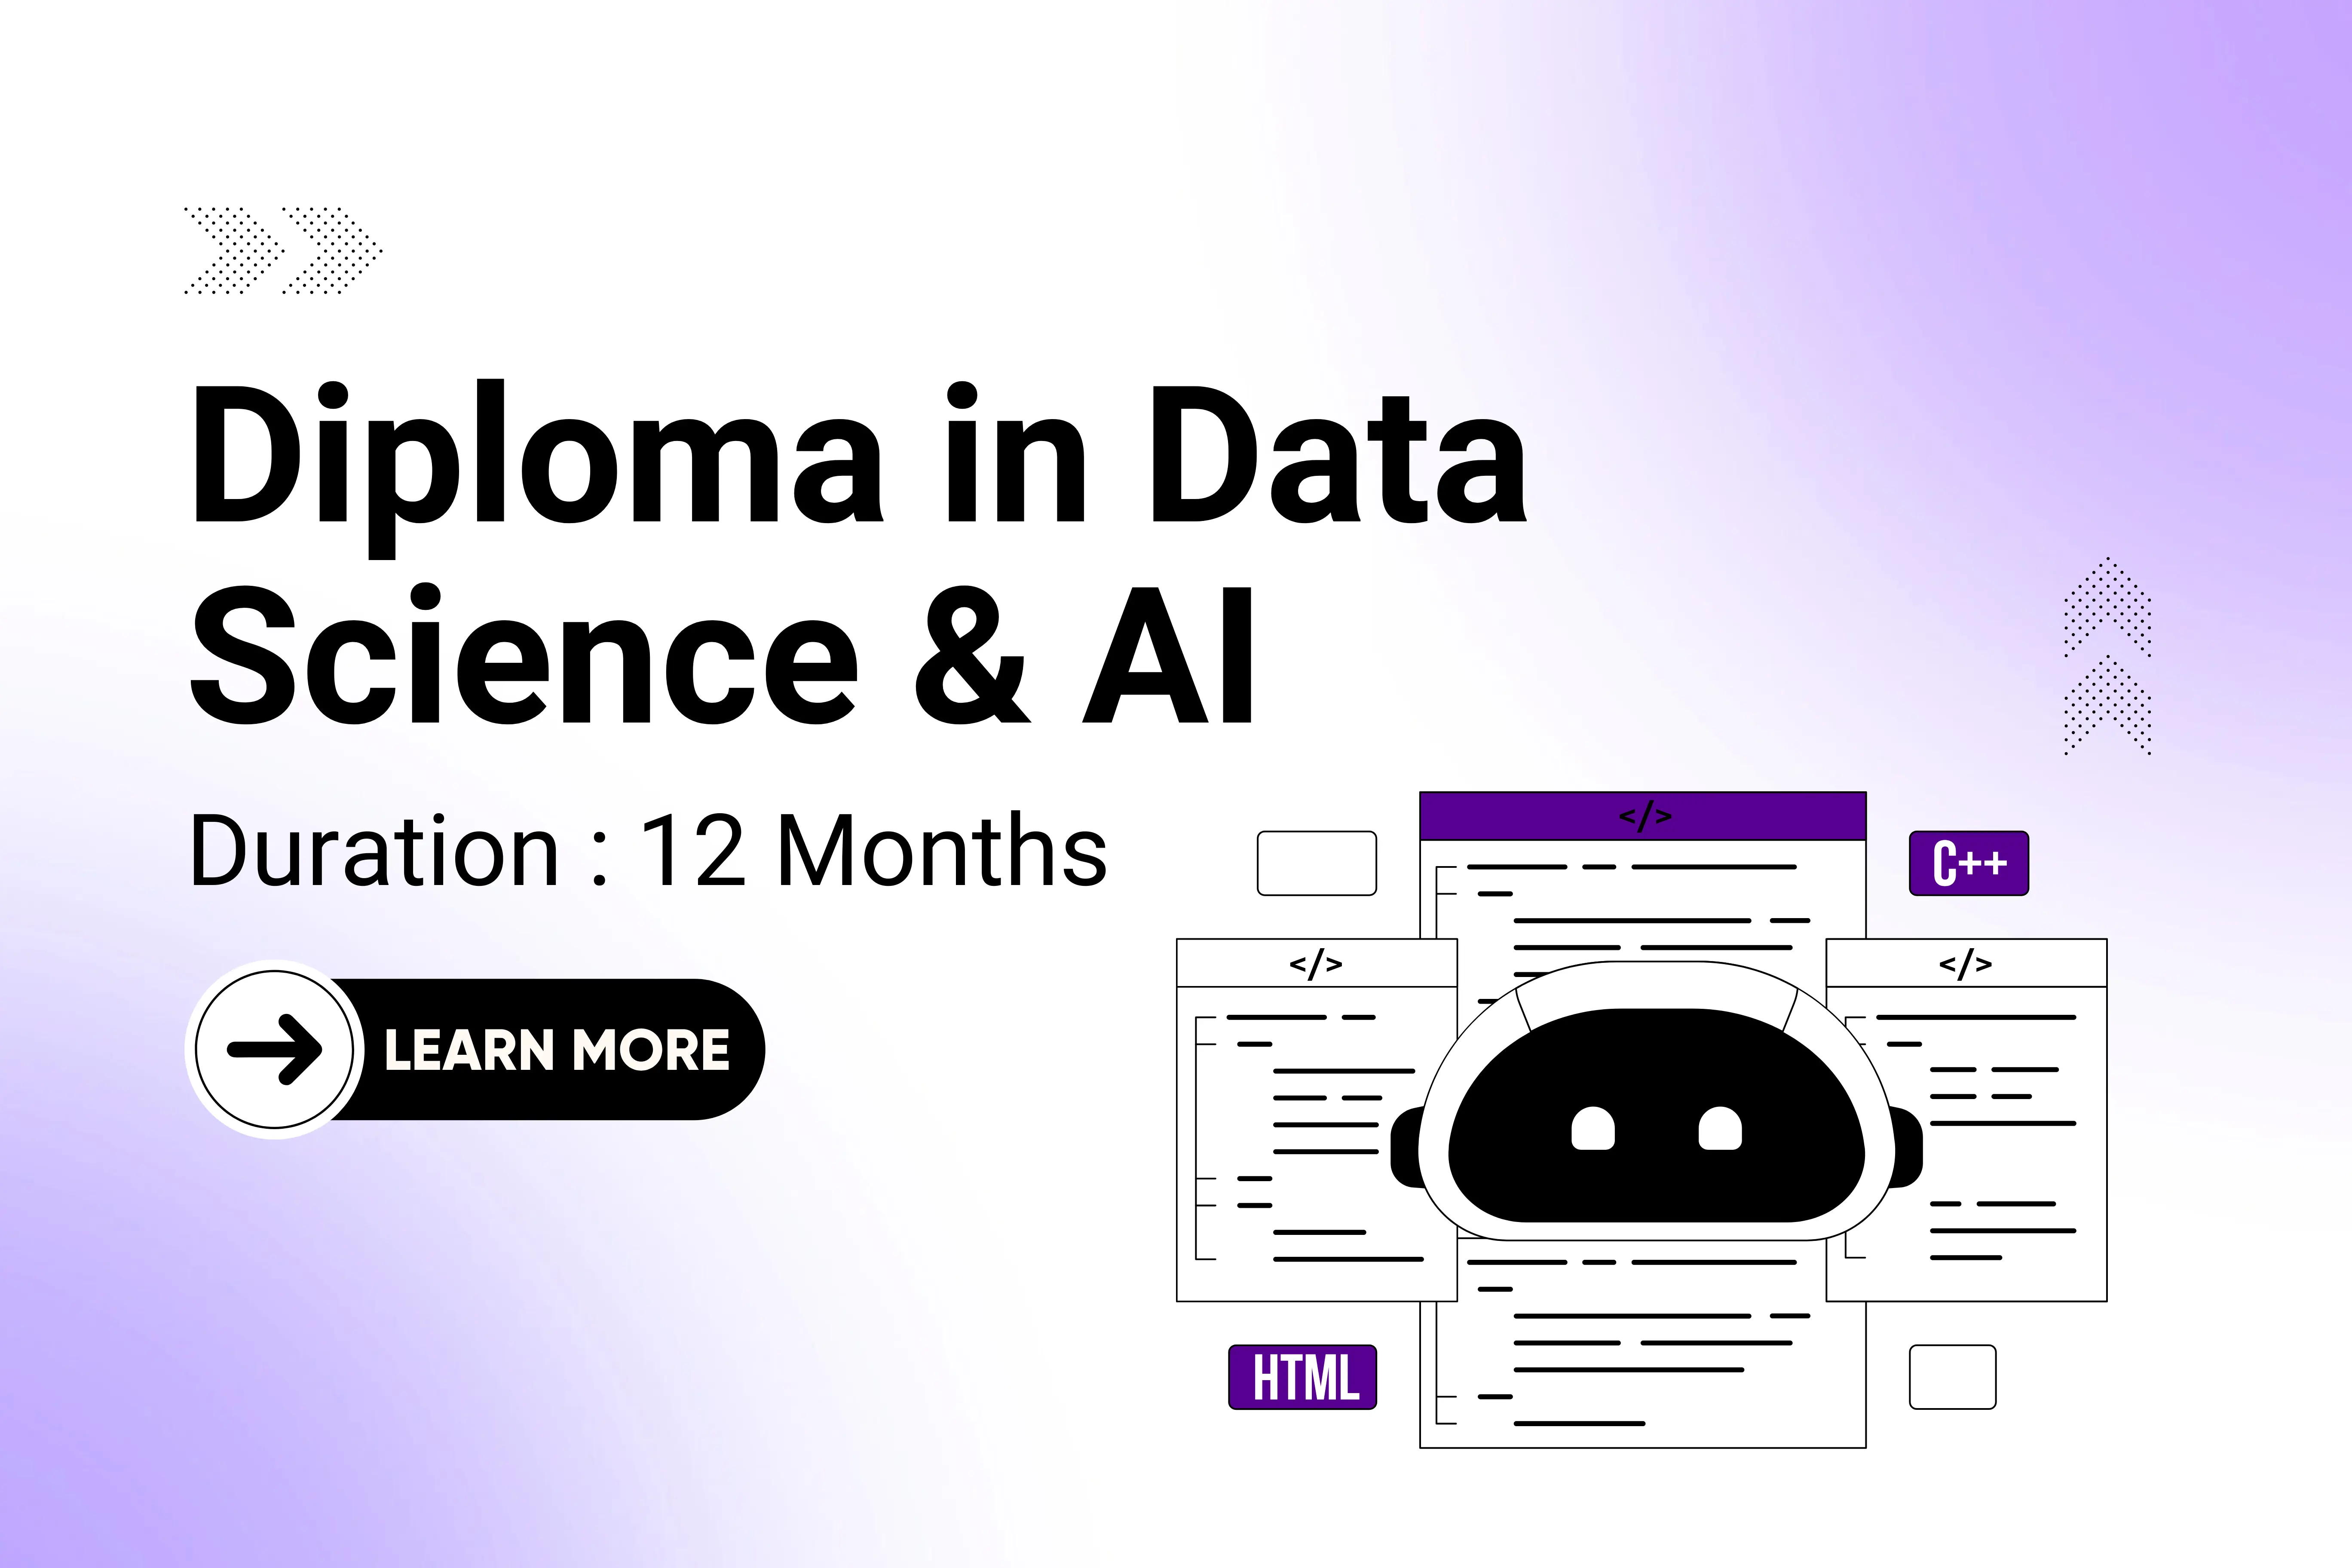 Diploma in Data
Science & AI
Duration : 12 Months
LEARN MORE
</>
C++
</>
</>
HTML